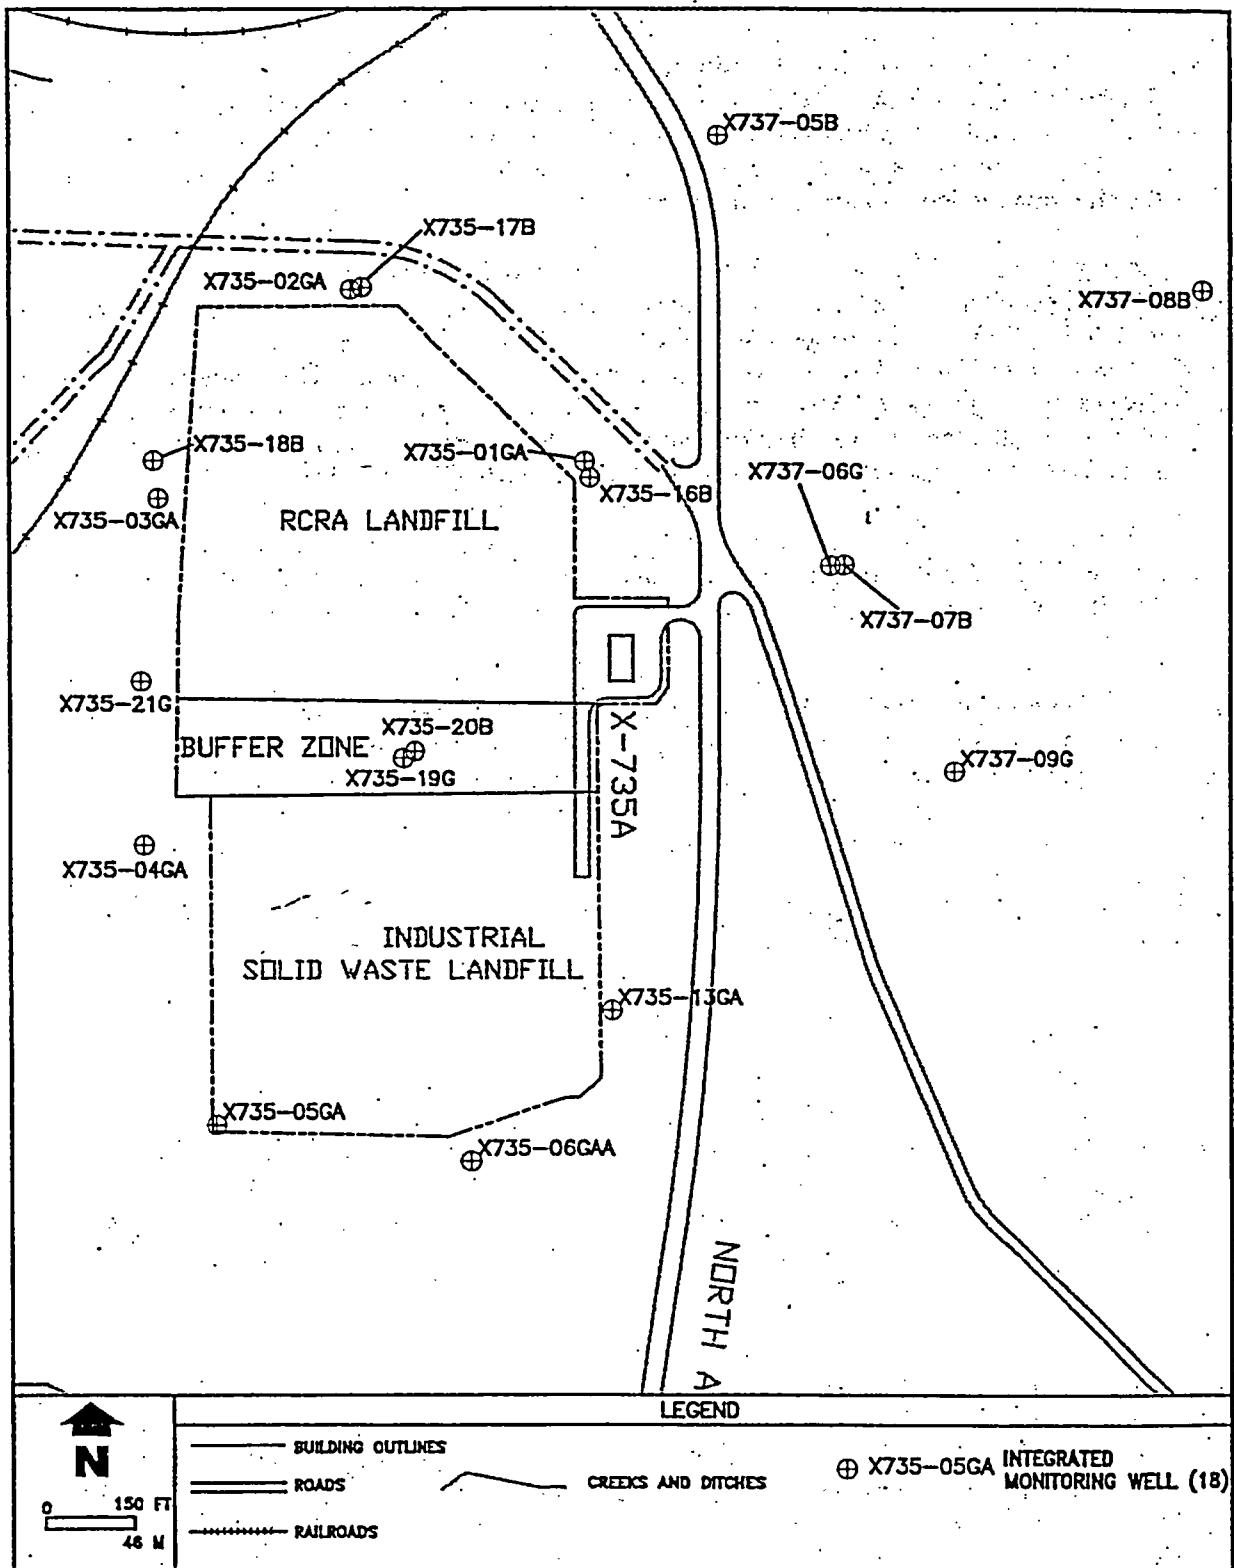 X737-05B
X735-17B
X735-02GA
X737-08B
X735-18B
X735-01GA
X737-06G
X735-16B
X735-03GA
RCRA LANDFILL
X737-07B
X735-21G
X735-20B
BUFFER ZONE
X-735A
X737-09G
X735-19G
X735-04GA
INDUSTRIAL
SOLID WASTE LANDFILL
X735-13GA
X735-05GA
X735-06GAA
NORTH A
LEGEND
N
0 150 FT
46 M
BUILDING OUTLINES
ROADS
RAILROADS
CREEKS AND DITCHES
X735-05GA INTEGRATED
MONITORING WELL (18)